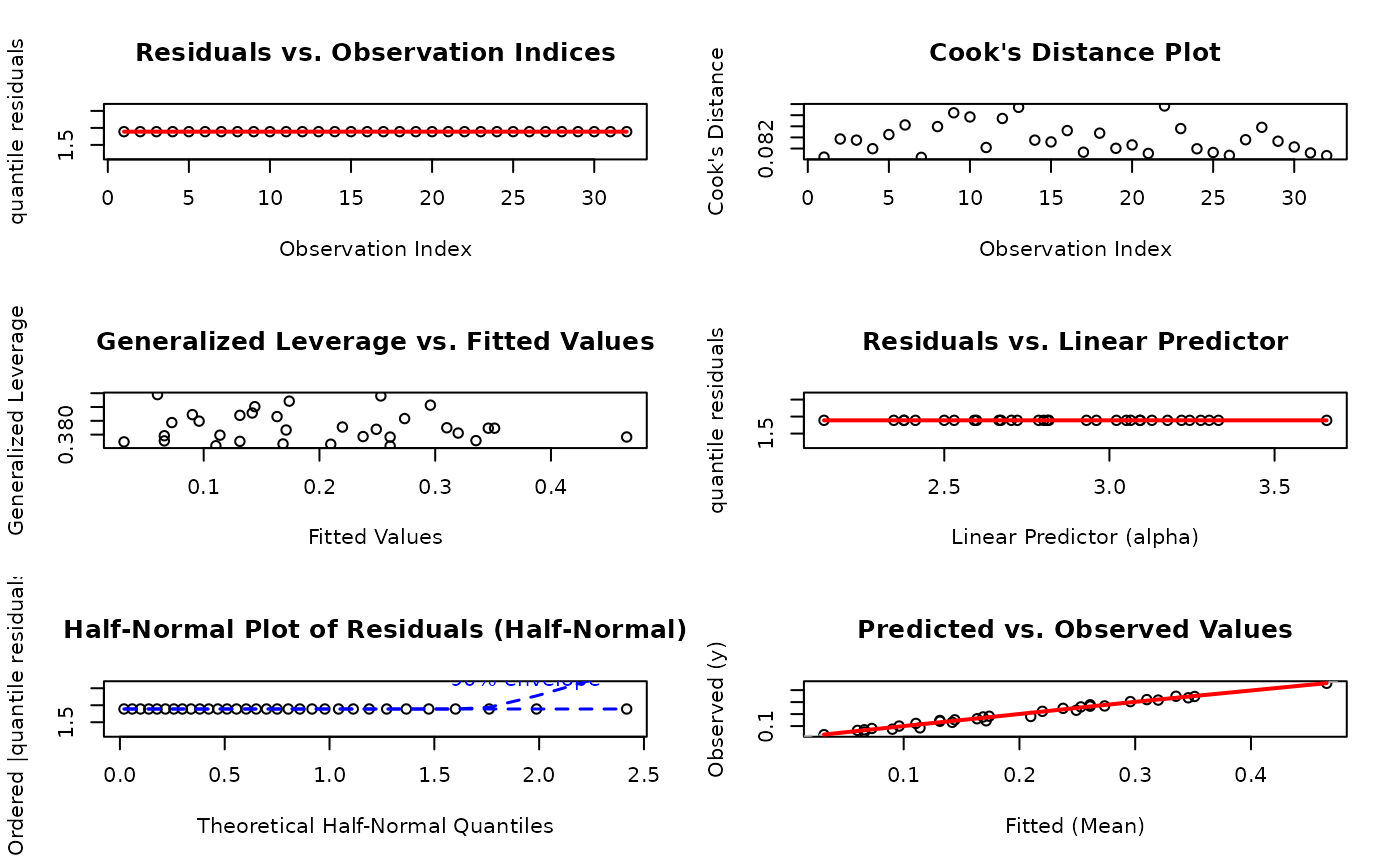 Residuals vs. Observation Indices
quantile residuals
1.5
0 5 10 15 20 25 30
Observation Index
Cook's Distance Plot
Cook's Distance
0.082
0 5 10 15 20 25 30
Observation Index
Generalized Leverage vs. Fitted Values
Generalized Leverage
0.380
0.1 0.2 0.3 0.4
Fitted Values
Residuals vs. Linear Predictor
quantile residuals
1.5
2.5 3.0 3.5
Linear Predictor (alpha)
Half-Normal Plot of Residuals (Half-Normal)
Ordered |quantile residuals
1.5
envelope
0.0 0.5 1.0 1.5 2.0 2.5
Theoretical Half-Normal Quantiles
Predicted vs. Observed Values
Observed (y)
0.1
0.1 0.2 0.3 0.4
Fitted (Mean)